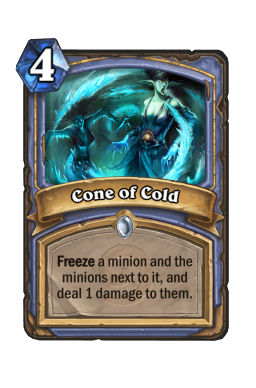 4
Cone of Cold
Freeze a minion and the
minions next to it, and
deal 1 damage to them.